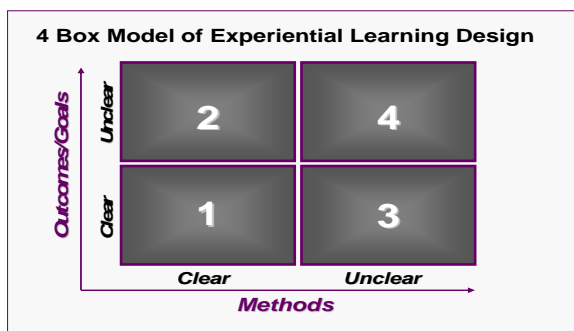 4 Box Model of Experiential Learning Design
Outcomes/Goals
Unclear
Clear
2
4
1
3
Clear
Unclear
Methods